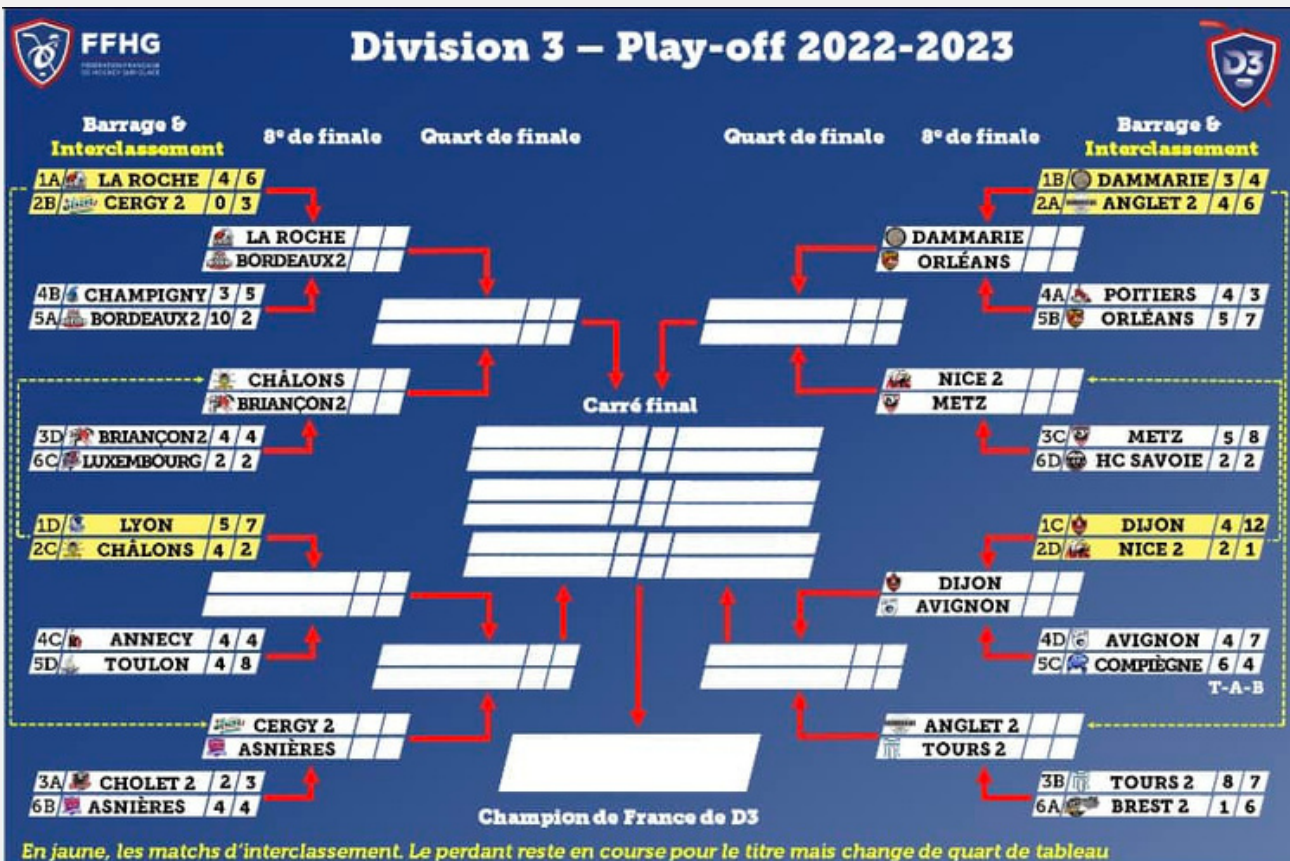 FFHG
FÉDÉRATION FRANÇAISE
DE HOCKEY SUR GLACE
Division 3 – Play-off 2022-2023
D3
Barrage &
Interclassement
8e de finale
Quart de finale
Quart de finale
8e de finale
Barrage &
Interclassement
1A LA ROCHE 4 6
2B CERGY 2 0 3
LA ROCHE
BORDEAUX2
4B CHAMPIGNY 3 5
5A BORDEAUX2 10 2
CHÂLONS
BRIANÇON2
3D BRIANÇON2 4 4
6C LUXEMBOURG 2 2
1D LYON 5 7
2C CHÂLONS 4 2
4C ANNECY 4 4
5D TOULON 4 8
CERGY 2
ASNIÈRES
3A CHOLET 2 2 3
6B ASNIÈRES 4 4
Carré final
Champion de France de D3
1B DAMMARIE 3 4
2A ANGLET 2 4 6
DAMMARIE
ORLÉANS
4A POITIERS 4 3
5B ORLÉANS 5 7
NICE 2
METZ
3C METZ 5 8
6D HC SAVOIE 2 2
1C DIJON 4 12
2D NICE 2 2 1
DIJON
AVIGNON
4D AVIGNON 4 7
5C COMPIÈGNE 6 4
T-A-B
ANGLET 2
TOURS 2
3B TOURS 2 8 7
6A BREST 2 1 6
En jaune, les matchs d'interclassement. Le perdant reste en course pour le titre mais change de quart de tableau